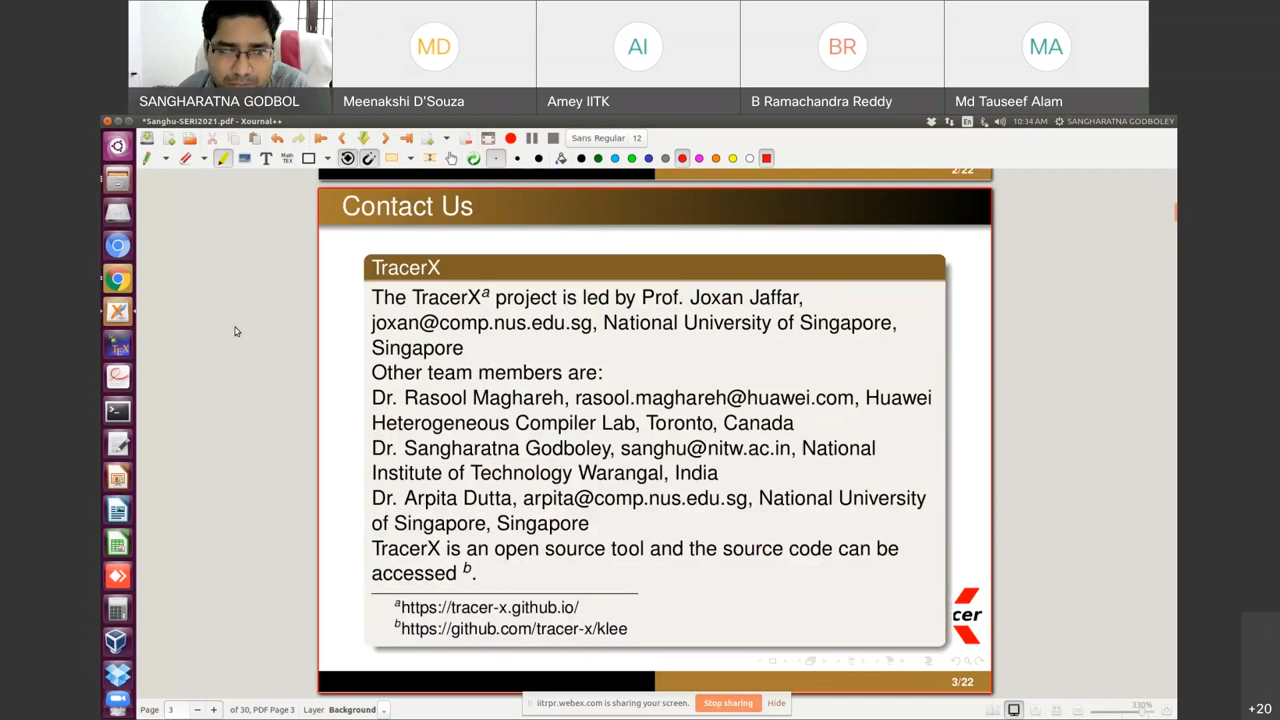 MD
AI
BR
MA
SANGHARATNA GODBOL
Meenakshi D'Souza
Amey IITK
B Ramachandra Reddy
Md Tauseef Alam
*Sanghu-SERI2021.pdf - Xournal++
En
10:34 AM
SANGHARATNA GODBOLEY
Sans Regular 12
2/22
Contact Us
TracerX
The TracerXa project is led by Prof. Joxan Jaffar,
joxan@comp.nus.edu.sg, National University of Singapore,
Singapore
Other team members are:
Dr. Rasool Maghareh, rasool.maghareh@huawei.com, Huawei
Heterogeneous Compiler Lab, Toronto, Canada
Dr. Sangharatna Godboley, sanghu@nitw.ac.in, National
Institute of Technology Warangal, India
Dr. Arpita Dutta, arpita@comp.nus.edu.sg, National University
of Singapore, Singapore
TracerX is an open source tool and the source code can be
accessed b.
ahttps://tracer-x.github.io/
bhttps://github.com/tracer-x/klee
cer
3/22
Page 3 of 30, PDF Page 3 Layer Background
iitrpr.webex.com is sharing your screen. Stop sharing Hide
330%
+20